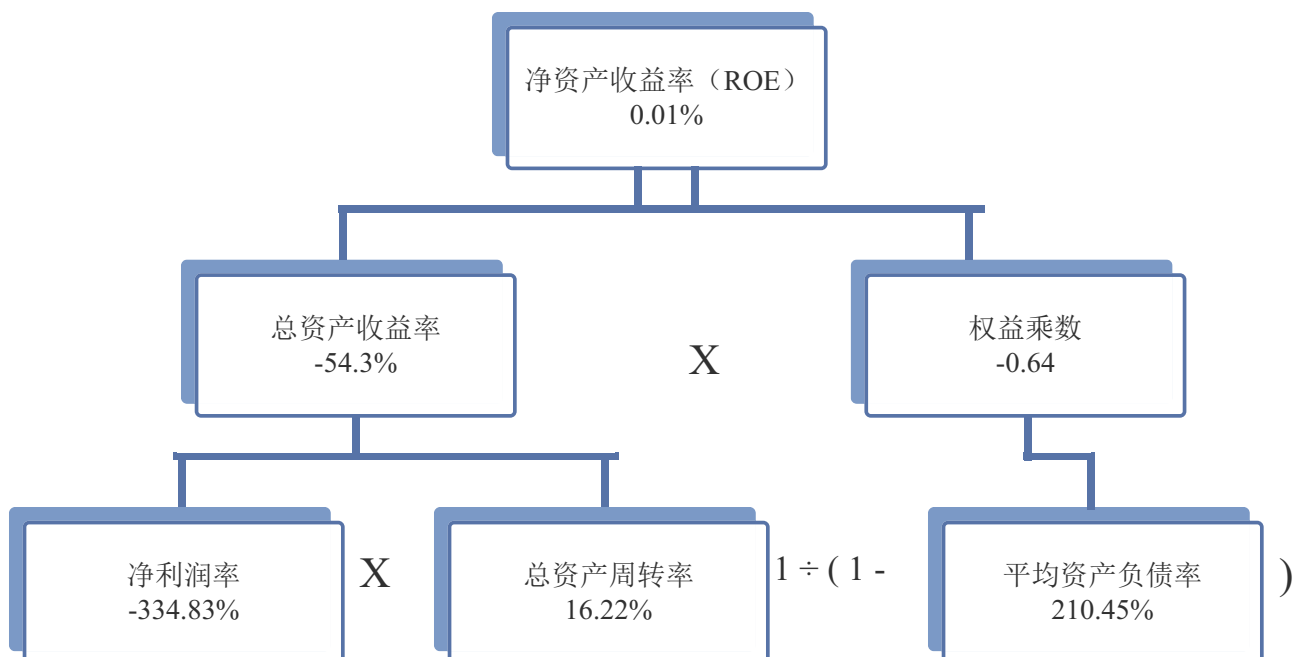 净资产收益率（ROE）
0.01%
总资产收益率
-54.3%
X
权益乘数
-0.64
净利润率
-334.83%
X
总资产周转率
16.22%
1 ÷ ( 1 -
平均资产负债率
210.45%
)